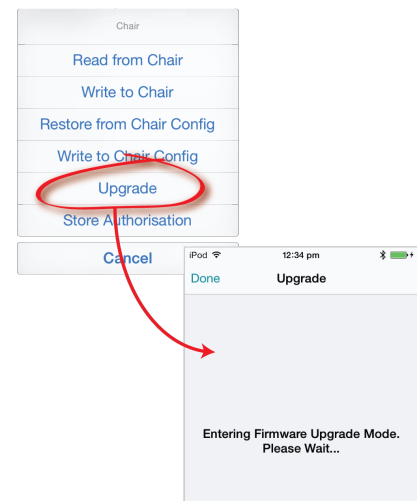 Chair
Read from Chair
Write to Chair
Restore from Chair Config
Write to Chair Config
Upgrade
Store Authorisation
Cancel
iPod 12:34 pm
Done Upgrade
Entering Firmware Upgrade Mode.
Please Wait...